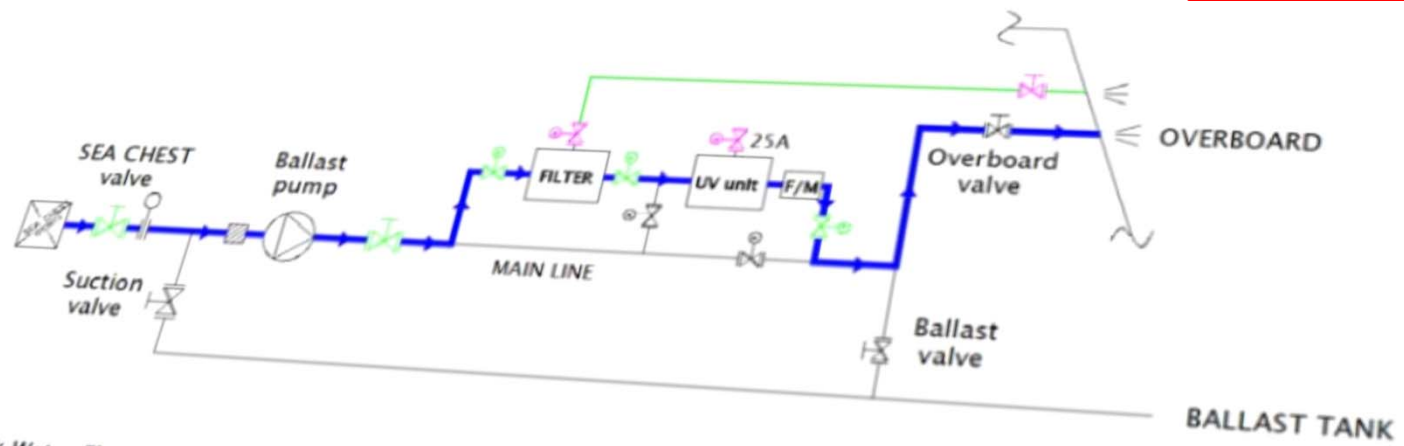 SEA CHEST
valve
Ballast
pump
FILTER
UV unit
25A
F/M
OVERBOARD
Overboard
valve
MAIN LINE
Suction
valve
Ballast
valve
BALLAST TANK